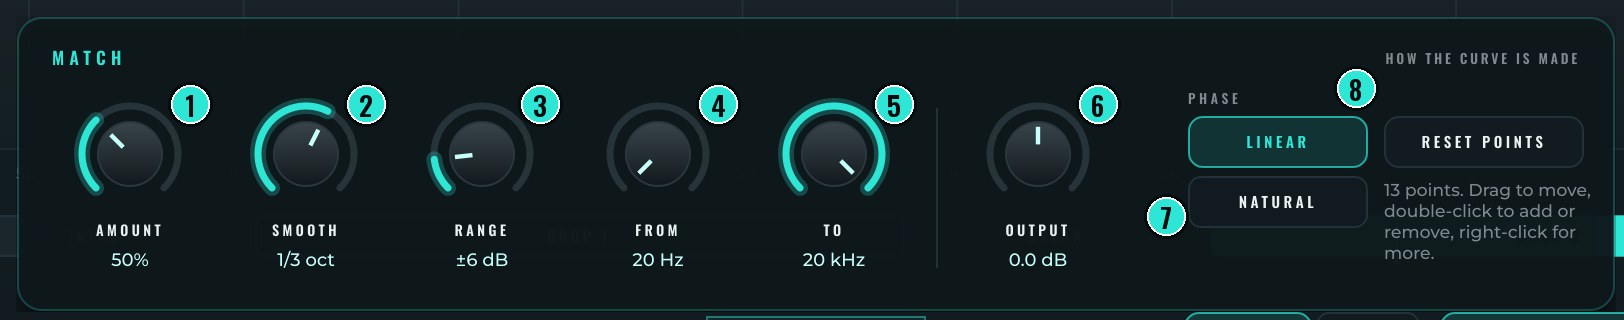 MATCH
HOW THE CURVE IS MADE
1
2
3
4
5
6
8
PHASE
LINEAR
RESET POINTS
13 points. Drag to move,
double-click to add or
remove, right-click for
more.
NATURAL
7
AMOUNT
SMOOTH
RANGE
FROM
TO
OUTPUT
50%
1/3 oct
±6 dB
20 Hz
20 kHz
0.0 dB